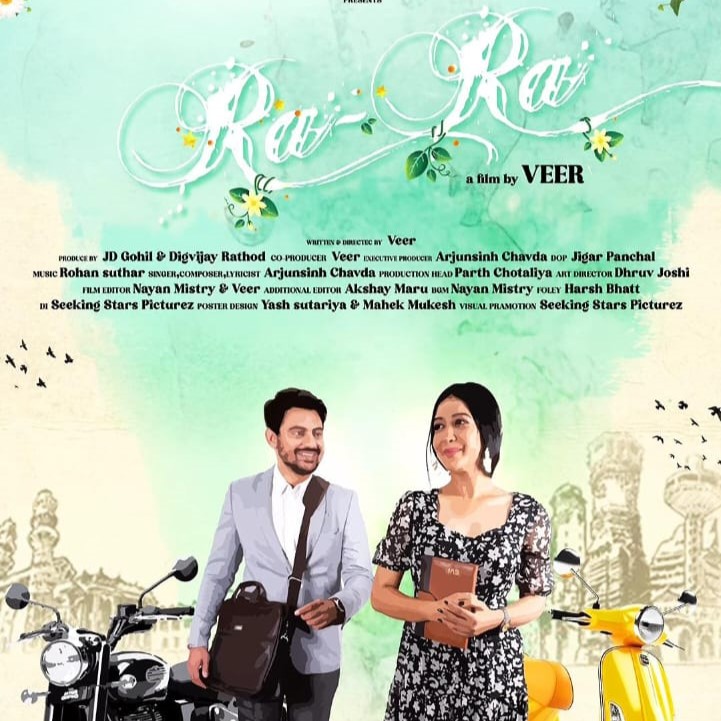 PRESENTS
Ra-Ra
a film by VEER
WRITTEN & DIRECTEC BY Veer
PRODUCE BY JD Gohil & Digvijay Rathod CO-PRODUCER Veer EXECUTIVE PRODUCER Arjunsinh Chavda DOP Jigar Panchal
MUSIC Rohan suthar SINGER,COMPOSER,LYRICIST Arjunsinh Chavda PRODUCTION HEAD Parth Chotaliya ART DIRECTOR Dhruv Joshi
FILM EDITOR Nayan Mistry & Veer ADDITIONAL EDITOR Akshay Maru BGM Nayan Mistry FOLEY Harsh Bhatt
DI Seeking Stars Picturez POSTER DESIGN Yash sutariya & Mahek Mukesh VISUAL PRAMOTION Seeking Stars Picturez